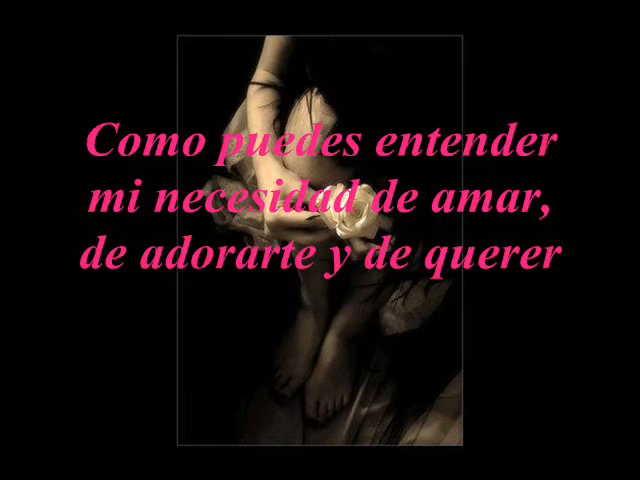 Como puedes entender
mi necesidad de amar,
de adorarte y de querer